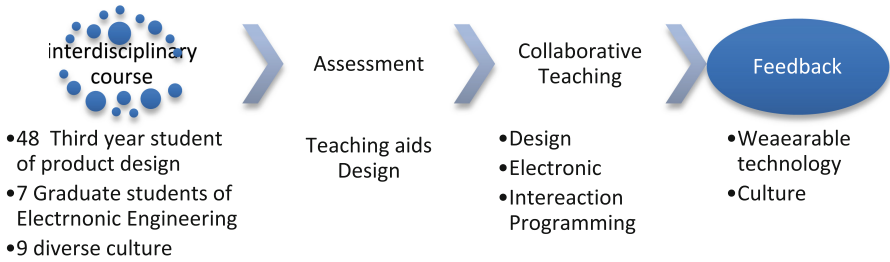 interdisciplinary
course
•48 Third year student
of product design
•7 Graduate students of
Electrnonic Engineering
•9 diverse culture
Assessment
Teaching aids
Design
Collaborative
Teaching
•Design
•Electronic
•Intereaction
Programming
Feedback
•Weaearable
technology
•Culture